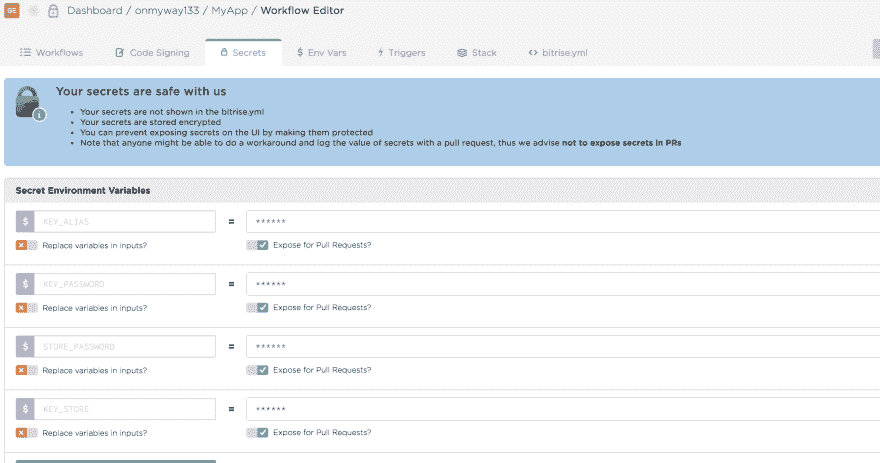 GE Dashboard / onmyway133 / MyApp / Workflow Editor
Workflows Code Signing Secrets $ Env Vars Triggers Stack <> bitrise.yml
Your secrets are safe with us
• Your secrets are not shown in the bitrise.yml
• Your secrets are stored encrypted
• You can prevent exposing secrets on the UI by making them protected
• Note that anyone might be able to do a workaround and log the value of secrets with a pull request, thus we advise not to expose secrets in PRs
Secret Environment Variables
$ KEY_ALIAS = ******
Replace variables in inputs? Expose for Pull Requests?
$ KEY_PASSWORD = ******
Replace variables in inputs? Expose for Pull Requests?
$ STORE_PASSWORD = ******
Replace variables in inputs? Expose for Pull Requests?
$ KEY_STORE = ******
Replace variables in inputs? Expose for Pull Requests?